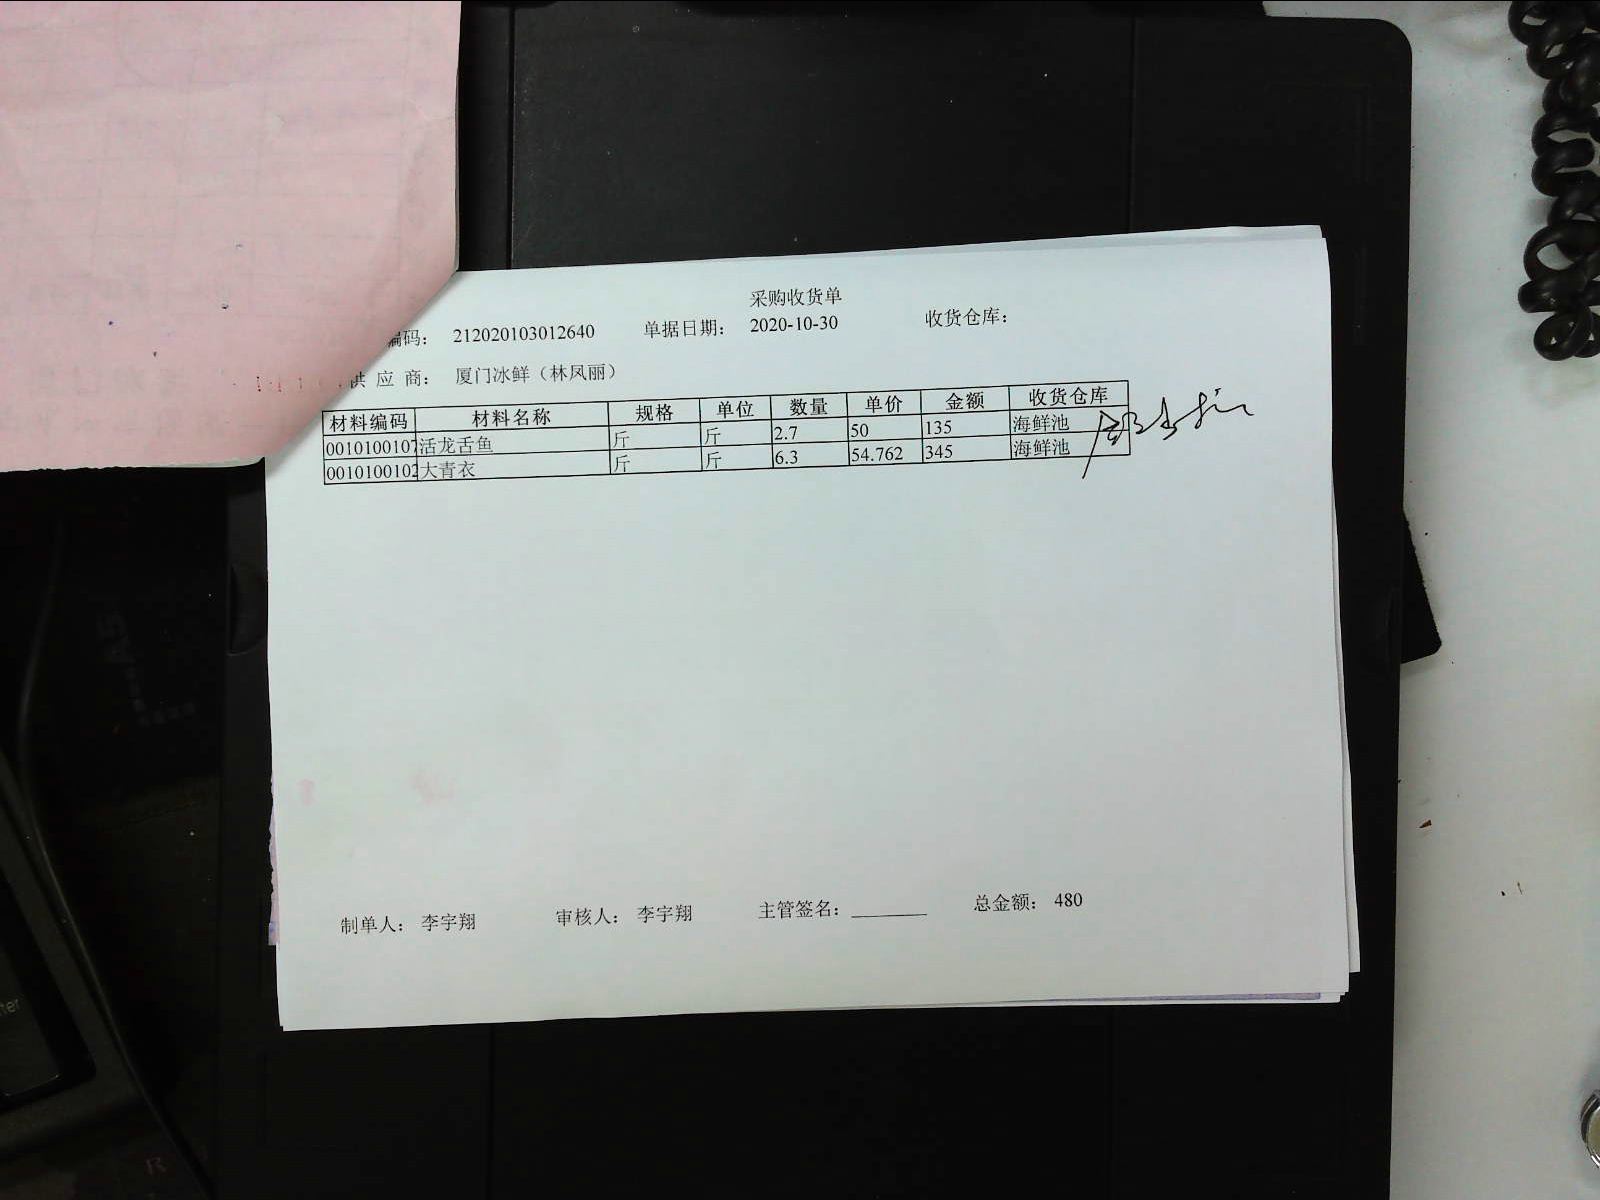 采购收货单
编码： 212020103012640 单据日期： 2020-10-30 收货仓库：
供 应 商： 厦门冰鲜（林凤丽）
材料编码 材料名称 规格 单位 数量 单价 金额 收货仓库
0010100107 活龙舌鱼 斤 斤 2.7 50 135 海鲜池
0010100102 大青衣 斤 斤 6.3 54.762 345 海鲜池
制单人： 李宇翔 审核人： 李宇翔 主管签名： 总金额： 480